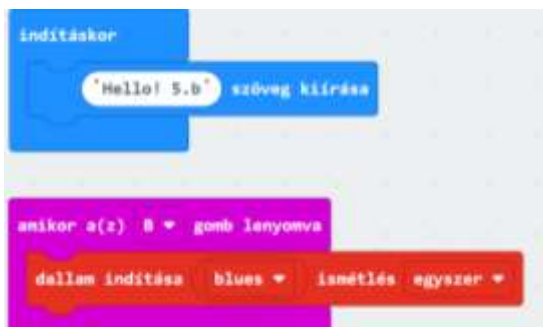 indításkor
"Hello! 5.b" szöveg kiírása
amikor a(z) B gomb lenyomva
dallam indítása blues ismétlés egyszer